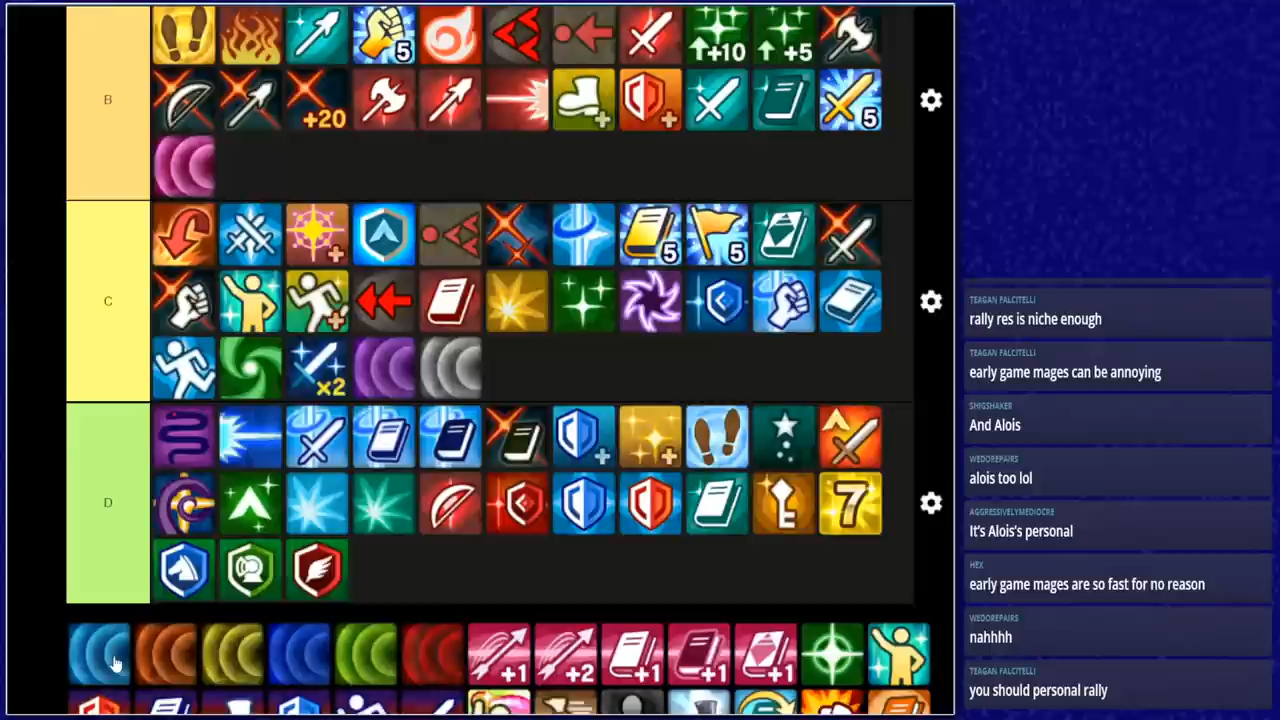 B
5
+10
+5
+20
5
C
5
5
x2
D
7
+1
+2
+1
+1
+1
TEAGAN FALCITELLI
rally res is niche enough
TEAGAN FALCITELLI
early game mages can be annoying
SHIGSHAKER
And Alois
WEDOREPAIRS
alois too lol
AGGRESSIVELYMEDIOCRE
It's Alois's personal
HEX
early game mages are so fast for no reason
WEDOREPAIRS
nahhhh
TEAGAN FALCITELLI
you should personal rally